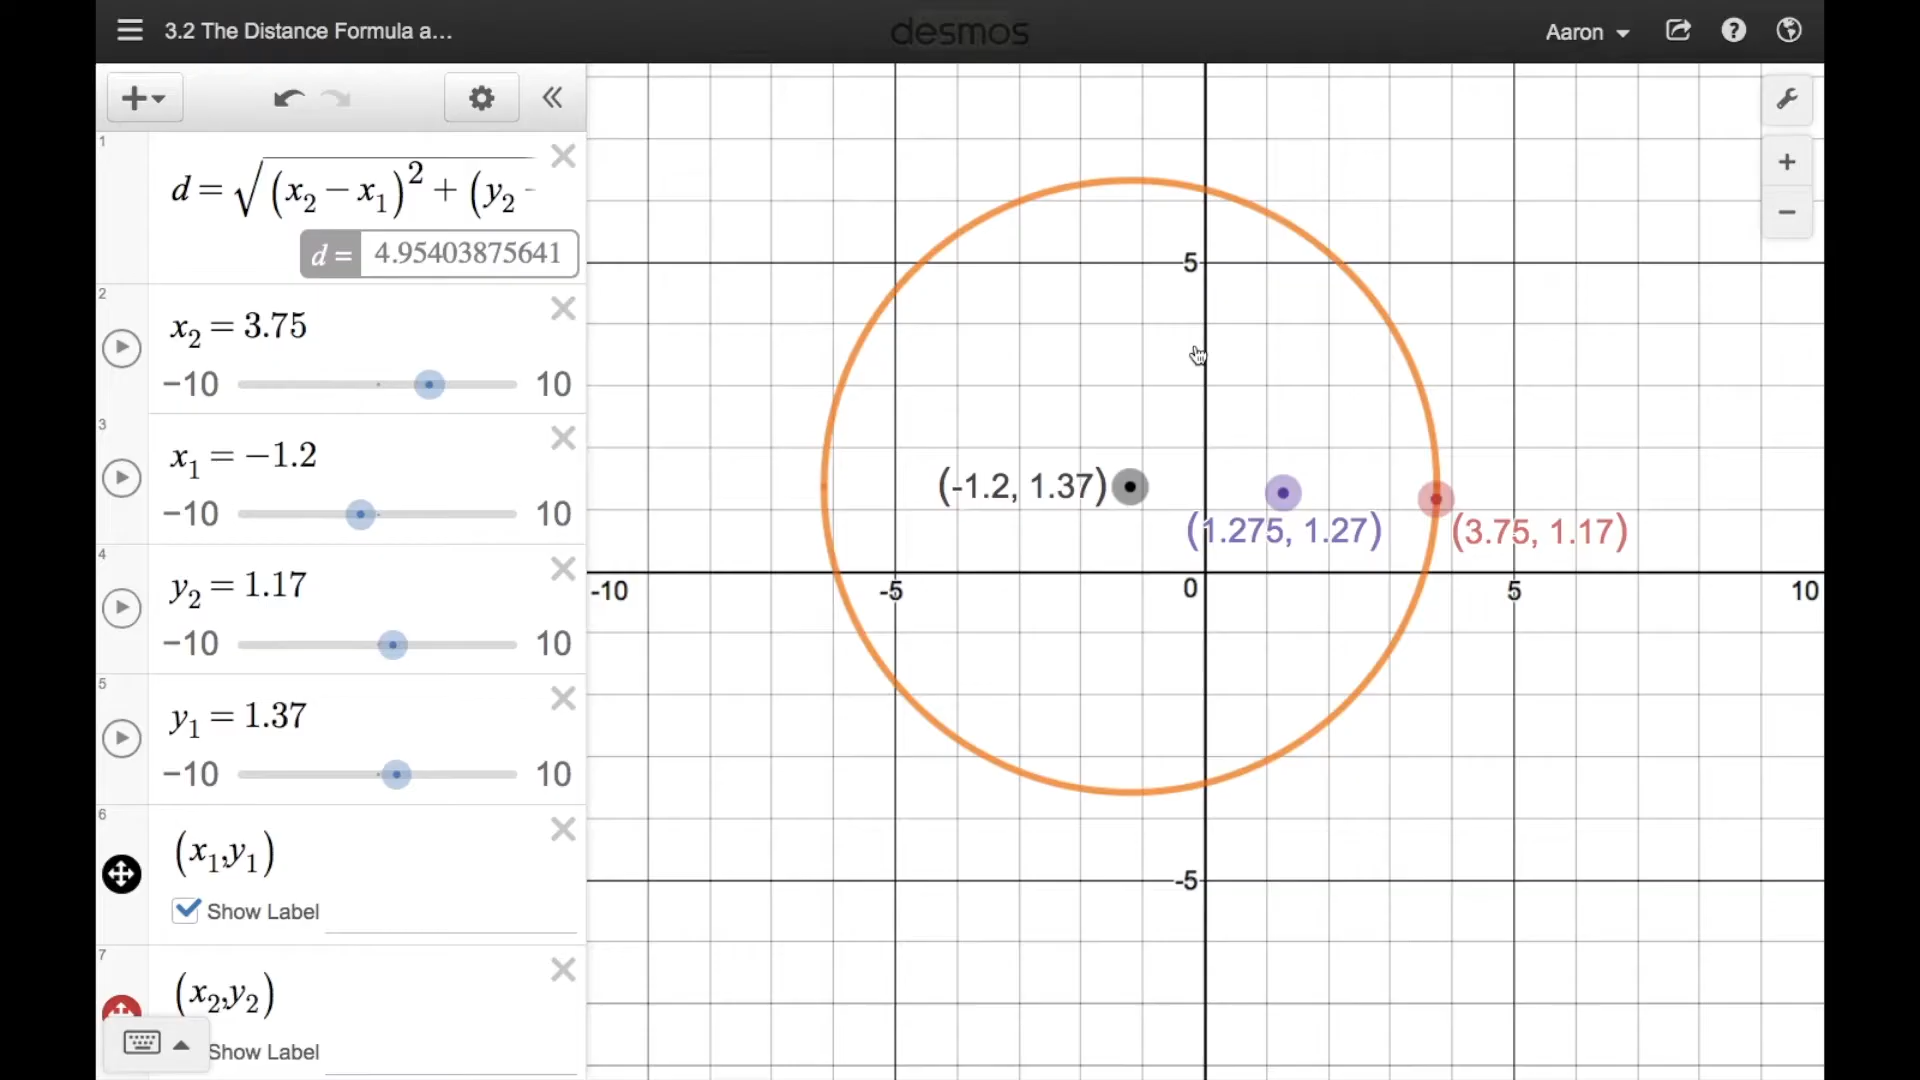 3.2 The Distance Formula a...
desmos
Aaron
1
d = √(x₂ − x₁)² + (y₂ -
d = 4.95403875641
2
x₂ = 3.75
−10 10
3
x₁ = −1.2
−10 10
4
y₂ = 1.17
−10 10
5
y₁ = 1.37
−10 10
6
(x₁,y₁)
Show Label
7
(x₂,y₂)
Show Label
5
(-1.2, 1.37)
(1.275, 1.27)
(3.75, 1.17)
-10 -5 0 5 10
-5